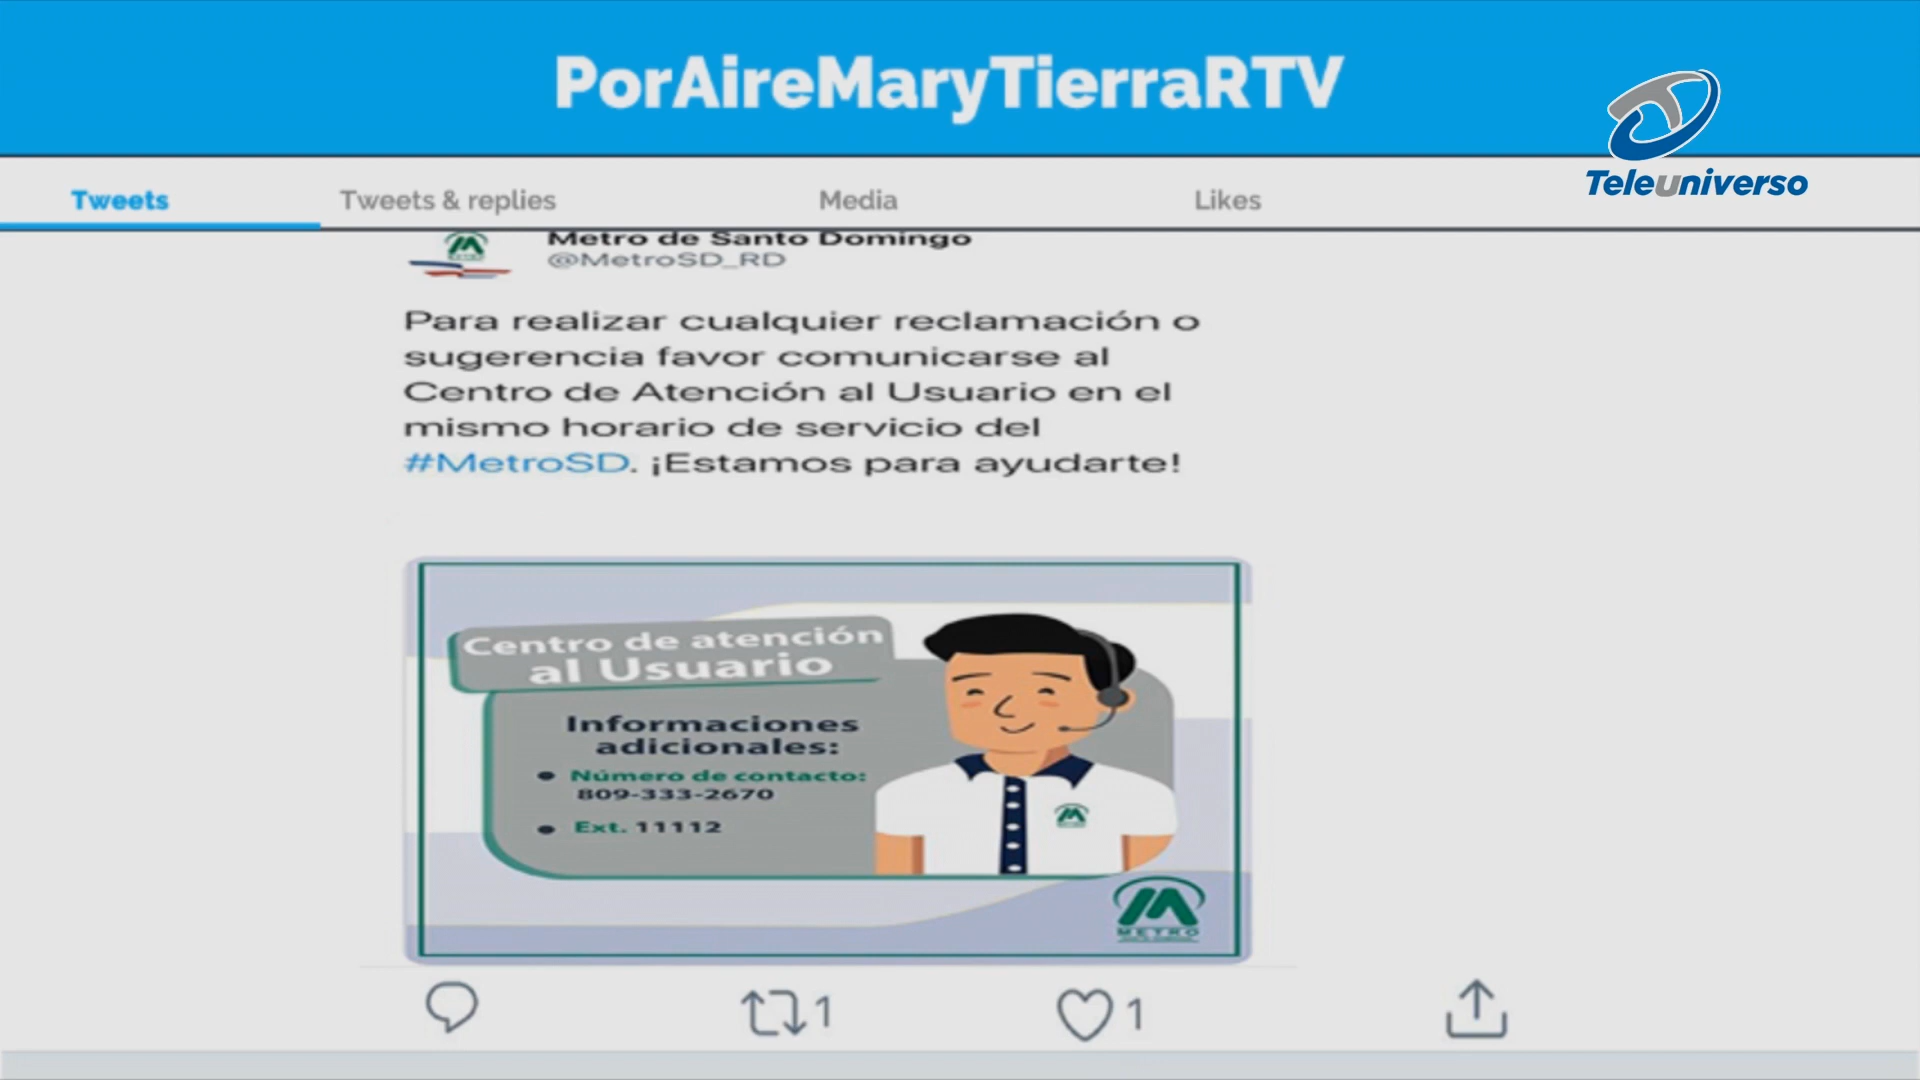 PorAireMaryTierraRTV
Teleuniverso
Tweets
Tweets & replies
Media
Likes
Metro de Santo Domingo
@MetroSD_RD
Para realizar cualquier reclamación o
sugerencia favor comunicarse al
Centro de Atención al Usuario en el
mismo horario de servicio del
#MetroSD. ¡Estamos para ayudarte!
Centro de atención
al Usuario
Informaciones
adicionales:
Número de contacto:
809-333-2670
Ext. 11112
METRO
1
1